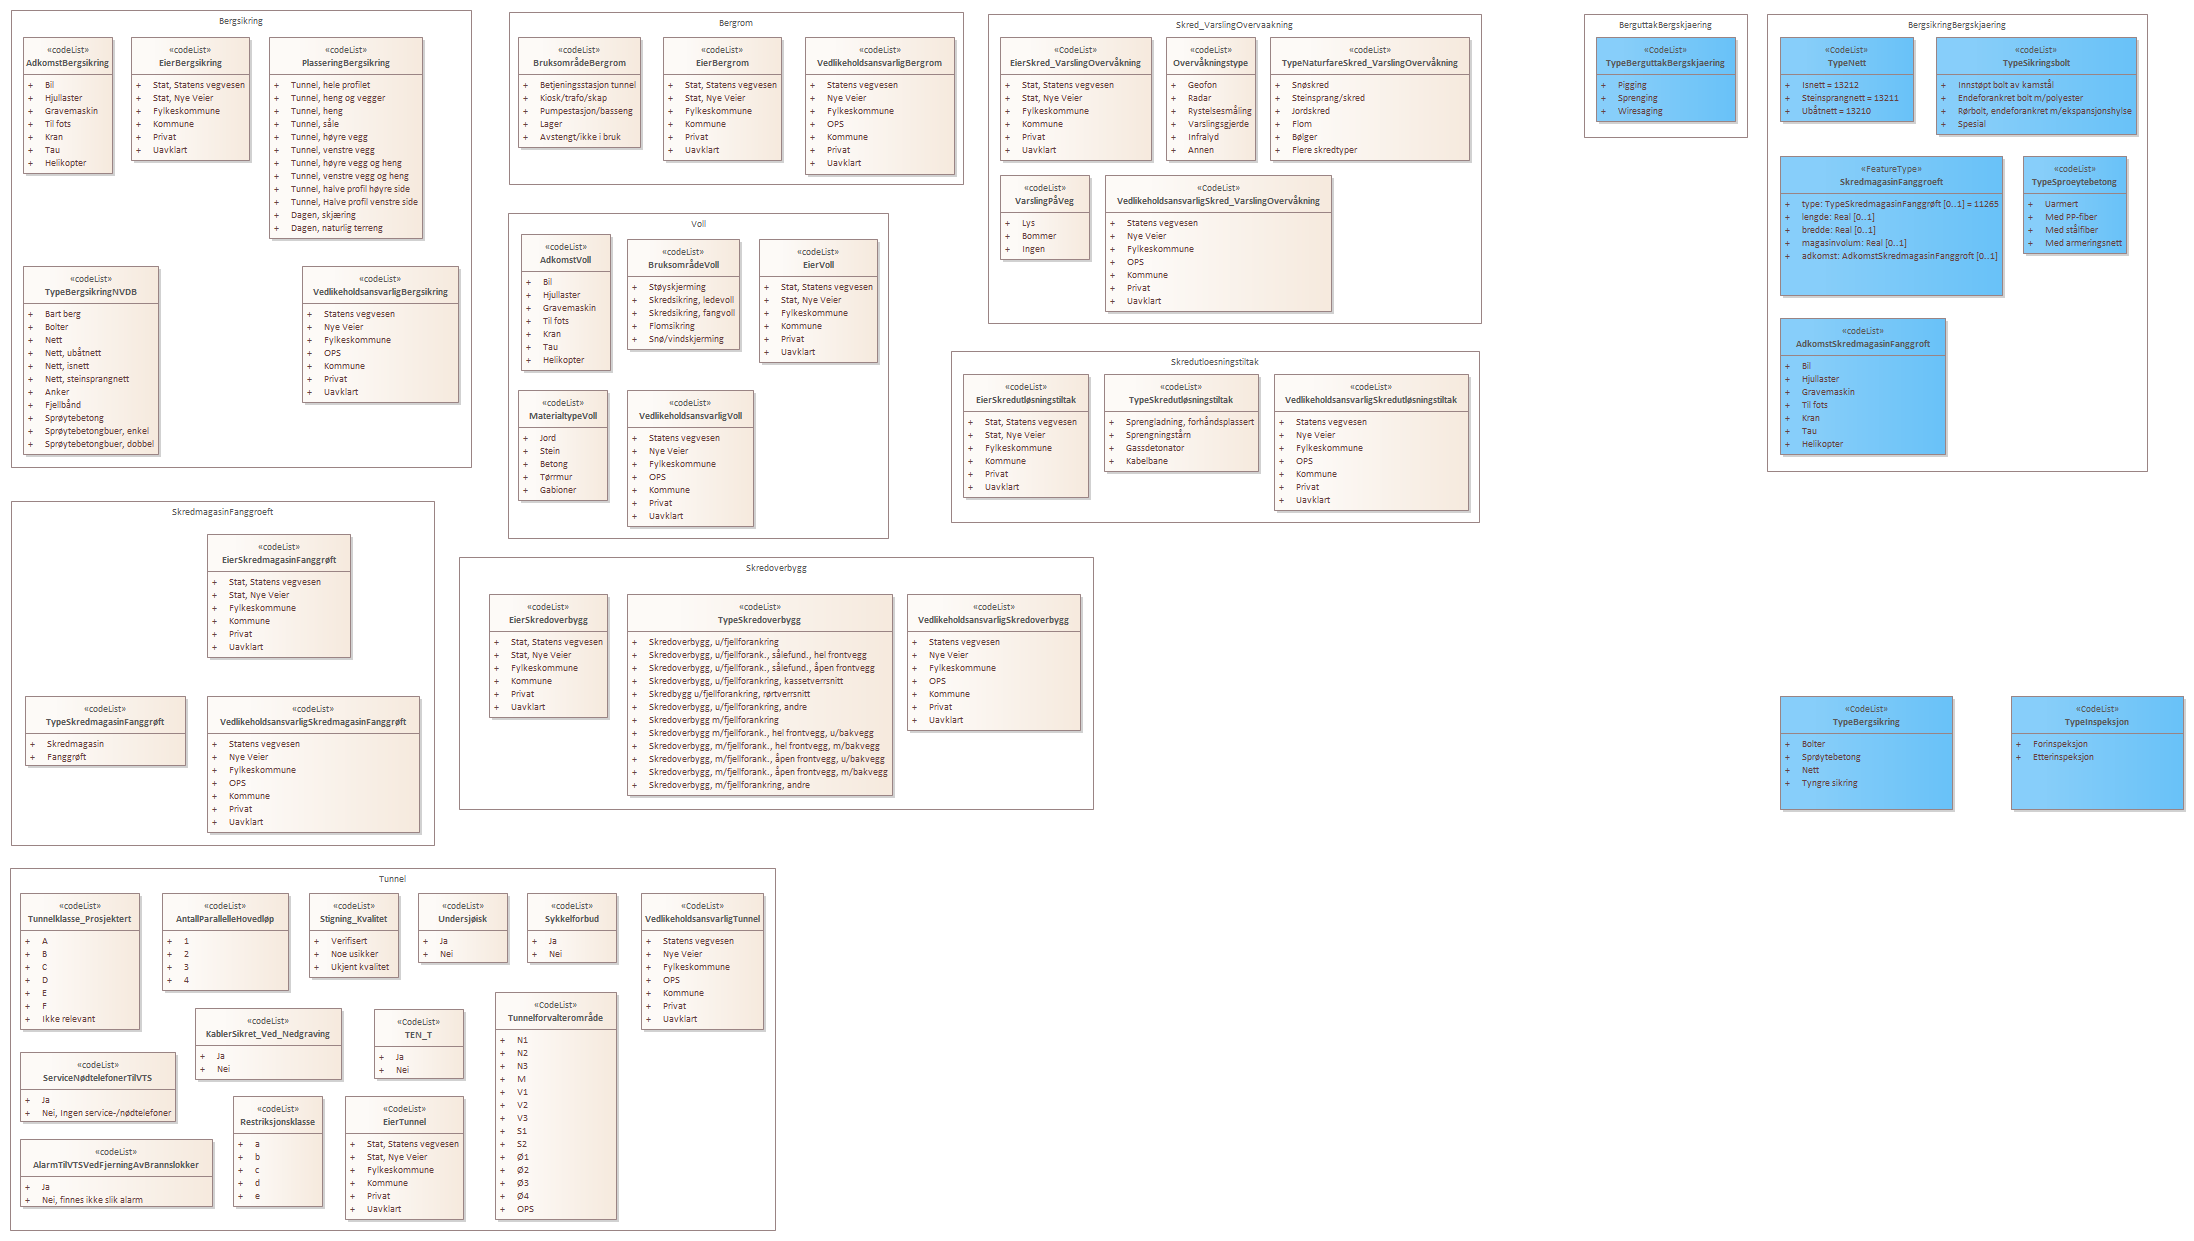 Bergsikring
«codeList»
AdkomstBergsikring
+ Bil
+ Hjullaster
+ Gravemaskin
+ Til fots
+ Kran
+ Tau
+ Helikopter
«codeList»
EierBergsikring
+ Stat, Statens vegvesen
+ Stat, Nye Veier
+ Fylkeskommune
+ Kommune
+ Privat
+ Uavklart
«codeList»
PlasseringBergsikring
+ Tunnel, hele profilet
+ Tunnel, heng og vegger
+ Tunnel, heng
+ Tunnel, såle
+ Tunnel, høyre vegg
+ Tunnel, venstre vegg
+ Tunnel, høyre vegg og heng
+ Tunnel, venstre vegg og heng
+ Tunnel, halve profil høyre side
+ Tunnel, Halve profil venstre side
+ Dagen, skjæring
+ Dagen, naturlig terreng
«codeList»
TypeBergsikringNVDB
+ Bart berg
+ Bolter
+ Nett
+ Nett, ubåtnett
+ Nett, isnett
+ Nett, steinsprangnett
+ Anker
+ Fjellbånd
+ Sprøytebetong
+ Sprøytebetongbuer, enkel
+ Sprøytebetongbuer, dobbel
«codeList»
VedlikeholdsansvarligBergsikring
+ Statens vegvesen
+ Nye Veier
+ Fylkeskommune
+ OPS
+ Kommune
+ Privat
+ Uavklart
Bergrom
«codeList»
BruksområdeBergrom
+ Betjeningsstasjon tunnel
+ Kiosk/trafo/skap
+ Pumpestasjon/basseng
+ Lager
+ Avstengt/ikke i bruk
«codeList»
EierBergrom
+ Stat, Statens vegvesen
+ Stat, Nye Veier
+ Fylkeskommune
+ Kommune
+ Privat
+ Uavklart
«codeList»
VedlikeholdsansvarligBergrom
+ Statens vegvesen
+ Nye Veier
+ Fylkeskommune
+ OPS
+ Kommune
+ Privat
+ Uavklart
Voll
«codeList»
AdkomstVoll
+ Bil
+ Hjullaster
+ Gravemaskin
+ Til fots
+ Kran
+ Tau
+ Helikopter
«codeList»
BruksområdeVoll
+ Støyskjerming
+ Skredsikring, ledevoll
+ Skredsikring, fangvoll
+ Flomsikring
+ Snø/vindskjerming
«codeList»
EierVoll
+ Stat, Statens vegvesen
+ Stat, Nye Veier
+ Fylkeskommune
+ Kommune
+ Privat
+ Uavklart
«codeList»
MaterialtypeVoll
+ Jord
+ Stein
+ Betong
+ Tørrmur
+ Gabioner
«codeList»
VedlikeholdsansvarligVoll
+ Statens vegvesen
+ Nye Veier
+ Fylkeskommune
+ OPS
+ Kommune
+ Privat
+ Uavklart
Skred_VarslingOvervaakning
«CodeList»
EierSkred_VarslingOvervåkning
+ Stat, Statens vegvesen
+ Stat, Nye Veier
+ Fylkeskommune
+ Kommune
+ Privat
+ Uavklart
«codeList»
Overvåkningstype
+ Geofon
+ Radar
+ Rystelsesmåling
+ Varslingsgjerde
+ Infralyd
+ Annen
«codeList»
TypeNaturfareSkred_VarslingOvervåkning
+ Snøskred
+ Steinsprang/skred
+ Jordskred
+ Flom
+ Bølger
+ Flere skredtyper
«codeList»
VarslingPåVeg
+ Lys
+ Bommer
+ Ingen
«CodeList»
VedlikeholdsansvarligSkred_VarslingOvervåkning
+ Statens vegvesen
+ Nye Veier
+ Fylkeskommune
+ OPS
+ Kommune
+ Privat
+ Uavklart
Skredutloesningstiltak
«codeList»
EierSkredutløsningstiltak
+ Stat, Statens vegvesen
+ Stat, Nye Veier
+ Fylkeskommune
+ Kommune
+ Privat
+ Uavklart
«codeList»
TypeSkredutløsningstiltak
+ Sprengladning, forhåndsplassert
+ Sprengningstårn
+ Gassdetonator
+ Kabelbane
«codeList»
VedlikeholdsansvarligSkredutløsningstiltak
+ Statens vegvesen
+ Nye Veier
+ Fylkeskommune
+ OPS
+ Kommune
+ Privat
+ Uavklart
BerguttakBergskjaering
«CodeList»
TypeBerguttakBergskjaering
+ Pigging
+ Sprenging
+ Wiresaging
BergsikringBergskjaering
«CodeList»
TypeNett
+ Isnett = 13212
+ Steinsprangnett = 13211
+ Ubåtnett = 13210
«CodeList»
TypeSikringsbolt
+ Innstøpt bolt av kamstål
+ Endeforankret bolt m/polyester
+ Rørbolt, endeforankret m/ekspansjonshylse
+ Spesial
«FeatureType»
SkredmagasinFanggroeft
+ type: TypeSkredmagasinFanggrøft [0..1] = 11265
+ lengde: Real [0..1]
+ bredde: Real [0..1]
+ magasinvolum: Real [0..1]
+ adkomst: AdkomstSkredmagasinFanggroft [0..1]
«codeList»
TypeSproeytebetong
+ Uarmert
+ Med PP-fiber
+ Med stålfiber
+ Med armeringsnett
«codeList»
AdkomstSkredmagasinFanggroft
+ Bil
+ Hjullaster
+ Gravemaskin
+ Til fots
+ Kran
+ Tau
+ Helikopter
SkredmagasinFanggroeft
«codeList»
EierSkredmagasinFanggrøft
+ Stat, Statens vegvesen
+ Stat, Nye Veier
+ Fylkeskommune
+ Kommune
+ Privat
+ Uavklart
«codeList»
TypeSkredmagasinFanggrøft
+ Skredmagasin
+ Fanggrøft
«codeList»
VedlikeholdsansvarligSkredmagasinFanggrøft
+ Statens vegvesen
+ Nye Veier
+ Fylkeskommune
+ OPS
+ Kommune
+ Privat
+ Uavklart
Skredoverbygg
«codeList»
EierSkredoverbygg
+ Stat, Statens vegvesen
+ Stat, Nye Veier
+ Fylkeskommune
+ Kommune
+ Privat
+ Uavklart
«codeList»
TypeSkredoverbygg
+ Skredoverbygg, u/fjellforankring
+ Skredoverbygg, u/fjellforank., sålefund., hel frontvegg
+ Skredoverbygg, u/fjellforank., sålefund., åpen frontvegg
+ Skredoverbygg, u/fjellforankring, kassetverrsnitt
+ Skredbygg u/fjellforankring, rørtverrsnitt
+ Skredoverbygg, u/fjellforankring, andre
+ Skredoverbygg m/fjellforankring
+ Skredoverbygg m/fjellforank., hel frontvegg, u/bakvegg
+ Skredoverbygg, m/fjellforank., hel frontvegg, m/bakvegg
+ Skredoverbygg, m/fjellforank., åpen frontvegg, u/bakvegg
+ Skredoverbygg, m/fjellforank., åpen frontvegg, m/bakvegg
+ Skredoverbygg, m/fjellforankring, andre
«codeList»
VedlikeholdsansvarligSkredoverbygg
+ Statens vegvesen
+ Nye Veier
+ Fylkeskommune
+ OPS
+ Kommune
+ Privat
+ Uavklart
«CodeList»
TypeBergsikring
+ Bolter
+ Sprøytebetong
+ Nett
+ Tyngre sikring
«CodeList»
TypeInspeksjon
+ Forinspeksjon
+ Etterinspeksjon
Tunnel
«codeList»
Tunnelklasse_Prosjektert
+ A
+ B
+ C
+ D
+ E
+ F
+ Ikke relevant
«codeList»
AntallParallelleHovedløp
+ 1
+ 2
+ 3
+ 4
«codeList»
Stigning_Kvalitet
+ Verifisert
+ Noe usikker
+ Ukjent kvalitet
«codeList»
Undersjøisk
+ Ja
+ Nei
«codeList»
Sykkelforbud
+ Ja
+ Nei
«CodeList»
VedlikeholdsansvarligTunnel
+ Statens vegvesen
+ Nye Veier
+ Fylkeskommune
+ OPS
+ Kommune
+ Privat
+ Uavklart
«codeList»
KablerSikret_Ved_Nedgraving
+ Ja
+ Nei
«CodeList»
TEN_T
+ Ja
+ Nei
«CodeList»
Tunnelforvalterområde
+ N1
+ N2
+ N3
+ M
+ V1
+ V2
+ V3
+ S1
+ S2
+ Ø1
+ Ø2
+ Ø3
+ Ø4
+ OPS
«codeList»
ServiceNødtelefonerTilVTS
+ Ja
+ Nei, Ingen service-/nødtelefoner
«codeList»
Restriksjonsklasse
+ a
+ b
+ c
+ d
+ e
«CodeList»
EierTunnel
+ Stat, Statens vegvesen
+ Stat, Nye Veier
+ Fylkeskommune
+ Kommune
+ Privat
+ Uavklart
«codeList»
AlarmTilVTSVedFjerningAvBrannslokker
+ Ja
+ Nei, finnes ikke slik alarm